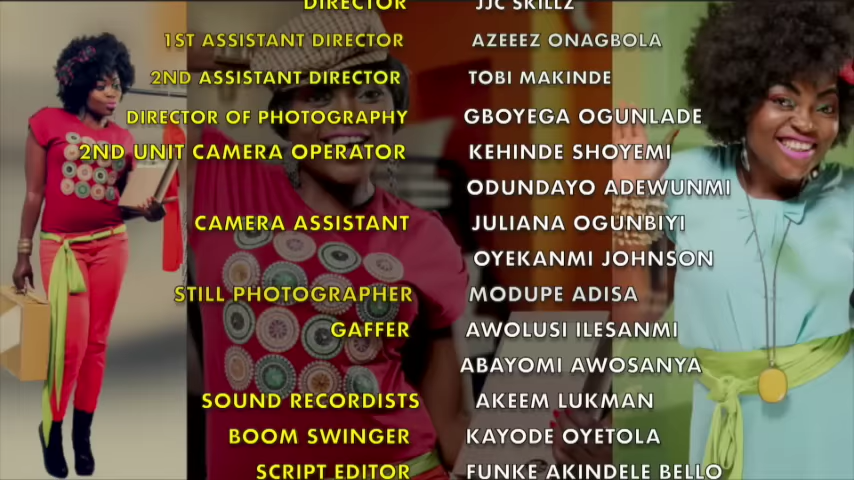 DIRECTOR JJC SKILLZ
1ST ASSISTANT DIRECTOR AZEEEZ ONAGBOLA
2ND ASSISTANT DIRECTOR TOBI MAKINDE
DIRECTOR OF PHOTOGRAPHY GBOYEGA OGUNLADE
2ND UNIT CAMERA OPERATOR KEHINDE SHOYEMI
ODUNDAYO ADEWUNMI
CAMERA ASSISTANT JULIANA OGUNBIYI
OYEKANMI JOHNSON
STILL PHOTOGRAPHER MODUPE ADISA
GAFFER AWOLUSI ILESANMI
ABAYOMI AWOSANYA
SOUND RECORDISTS AKEEM LUKMAN
BOOM SWINGER KAYODE OYETOLA
SCRIPT EDITOR FUNKE AKINDELE BELLO